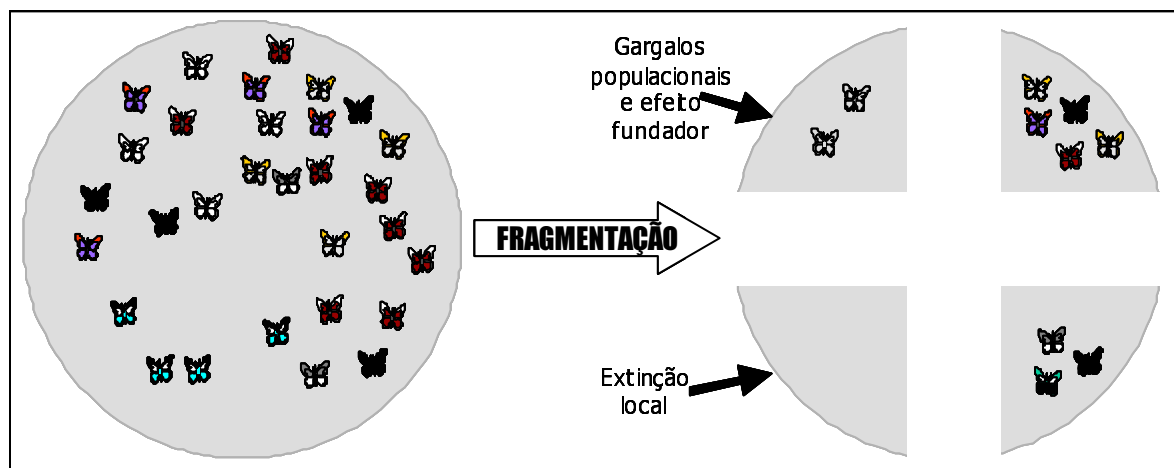 Gargalos
populacionais
e efeito
fundador
FRAGMENTAÇÃO
Extinção
local